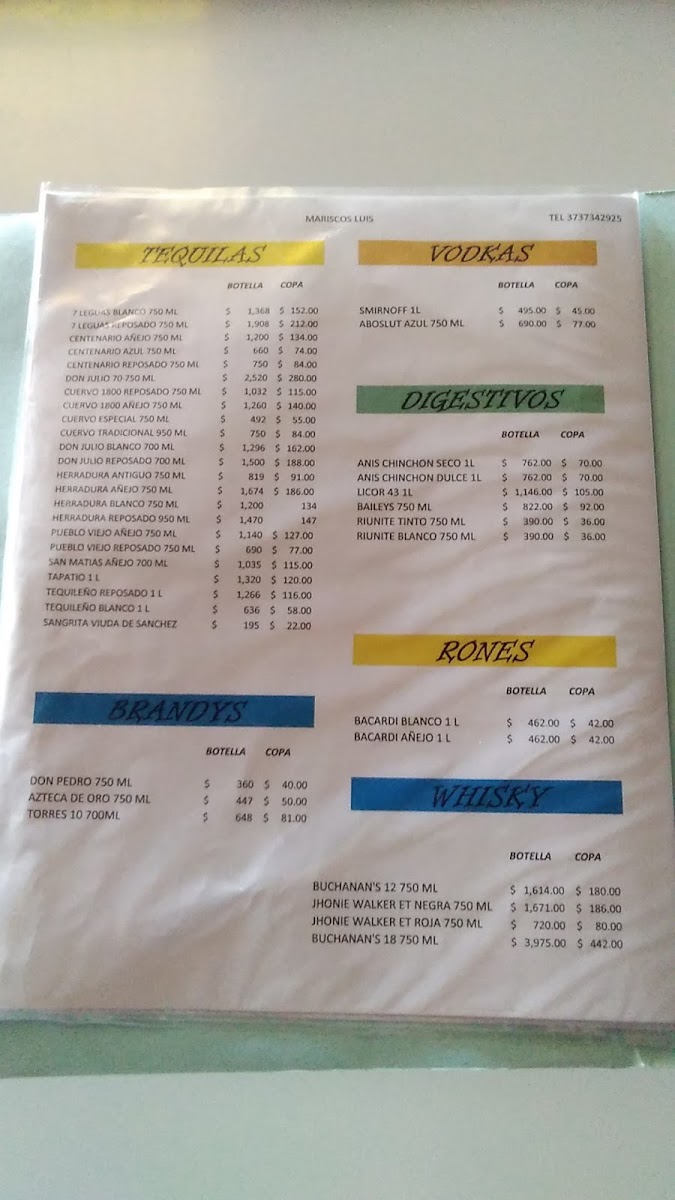 MARISCOS LUIS
TEL 3737342925
TEQUILAS
BOTELLA COPA
7 LEGUAS BLANCO 750 ML $ 1,368 $ 152.00
7 LEGUAS REPOSADO 750 ML $ 1,908 $ 212.00
CENTENARIO AÑEJO 750 ML $ 1,200 $ 134.00
CENTENARIO AZUL 750 ML $ 660 $ 74.00
CENTENARIO REPOSADO 750 ML $ 750 $ 84.00
DON JULIO 70 750 ML $ 2,520 $ 280.00
CUERVO 1800 REPOSADO 750 ML $ 1,032 $ 115.00
CUERVO 1800 AÑEJO 750 ML $ 1,260 $ 140.00
CUERVO ESPECIAL 750 ML $ 492 $ 55.00
CUERVO TRADICIONAL 950 ML $ 750 $ 84.00
DON JULIO BLANCO 700 ML $ 1,296 $ 162.00
DON JULIO REPOSADO 700 ML $ 1,500 $ 188.00
HERRADURA ANTIGUO 750 ML $ 819 $ 91.00
HERRADURA AÑEJO 750 ML $ 1,674 $ 186.00
HERRADURA BLANCO 750 ML $ 1,200 134
HERRADURA REPOSADO 950 ML $ 1,470 147
PUEBLO VIEJO AÑEJO 750 ML $ 1,140 $ 127.00
PUEBLO VIEJO REPOSADO 750 ML $ 690 $ 77.00
SAN MATIAS AÑEJO 700 ML $ 1,035 $ 115.00
TAPATIO 1 L $ 1,320 $ 120.00
TEQUILEÑO REPOSADO 1 L $ 1,266 $ 116.00
TEQUILEÑO BLANCO 1 L $ 636 $ 58.00
SANGRITA VIUDA DE SANCHEZ $ 195 $ 22.00
BRANDYS
BOTELLA COPA
DON PEDRO 750 ML $ 360 $ 40.00
AZTECA DE ORO 750 ML $ 447 $ 50.00
TORRES 10 700ML $ 648 $ 81.00
VODKAS
BOTELLA COPA
SMIRNOFF 1L $ 495.00 $ 45.00
ABOSLUT AZUL 750 ML $ 690.00 $ 77.00
DIGESTIVOS
BOTELLA COPA
ANIS CHINCHON SECO 1L $ 762.00 $ 70.00
ANIS CHINCHON DULCE 1L $ 762.00 $ 70.00
LICOR 43 1L $ 1,146.00 $ 105.00
BAILEYS 750 ML $ 822.00 $ 92.00
RIUNITE TINTO 750 ML $ 390.00 $ 36.00
RIUNITE BLANCO 750 ML $ 390.00 $ 36.00
RONES
BOTELLA COPA
BACARDI BLANCO 1 L $ 462.00 $ 42.00
BACARDI AÑEJO 1 L $ 462.00 $ 42.00
WHISKY
BOTELLA COPA
BUCHANAN'S 12 750 ML $ 1,614.00 $ 180.00
JHONIE WALKER ET NEGRA 750 ML $ 1,671.00 $ 186.00
JHONIE WALKER ET ROJA 750 ML $ 720.00 $ 80.00
BUCHANAN'S 18 750 ML $ 3,975.00 $ 442.00